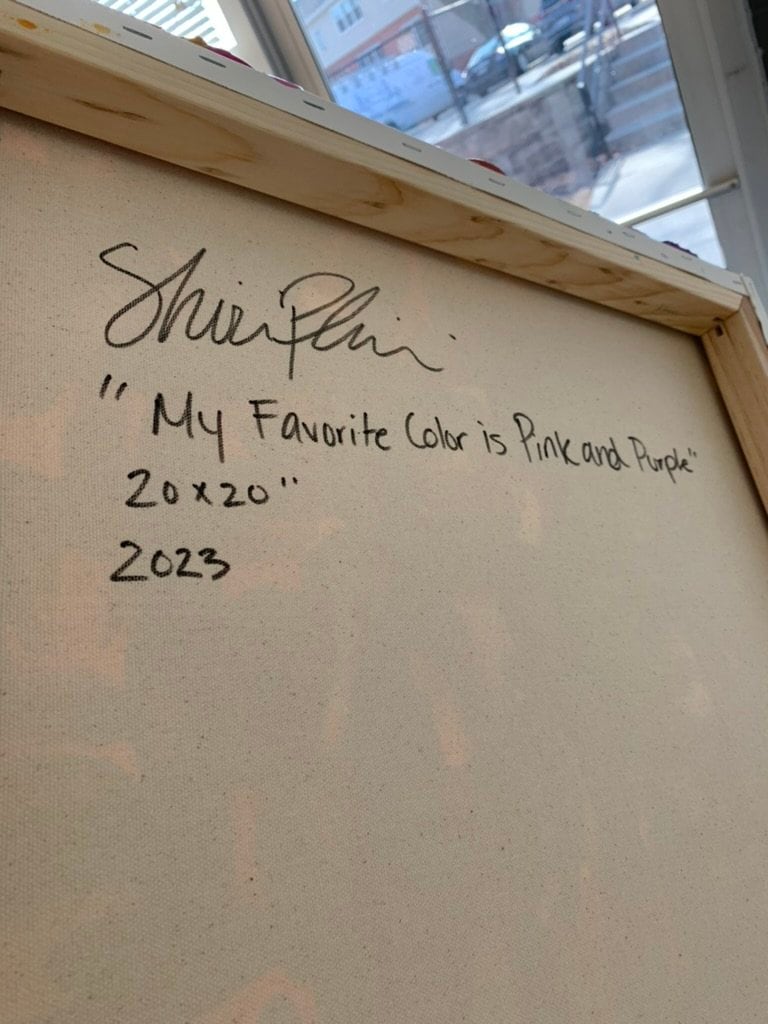 "My Favorite Color is Pink and Purple"
20x20"
2023